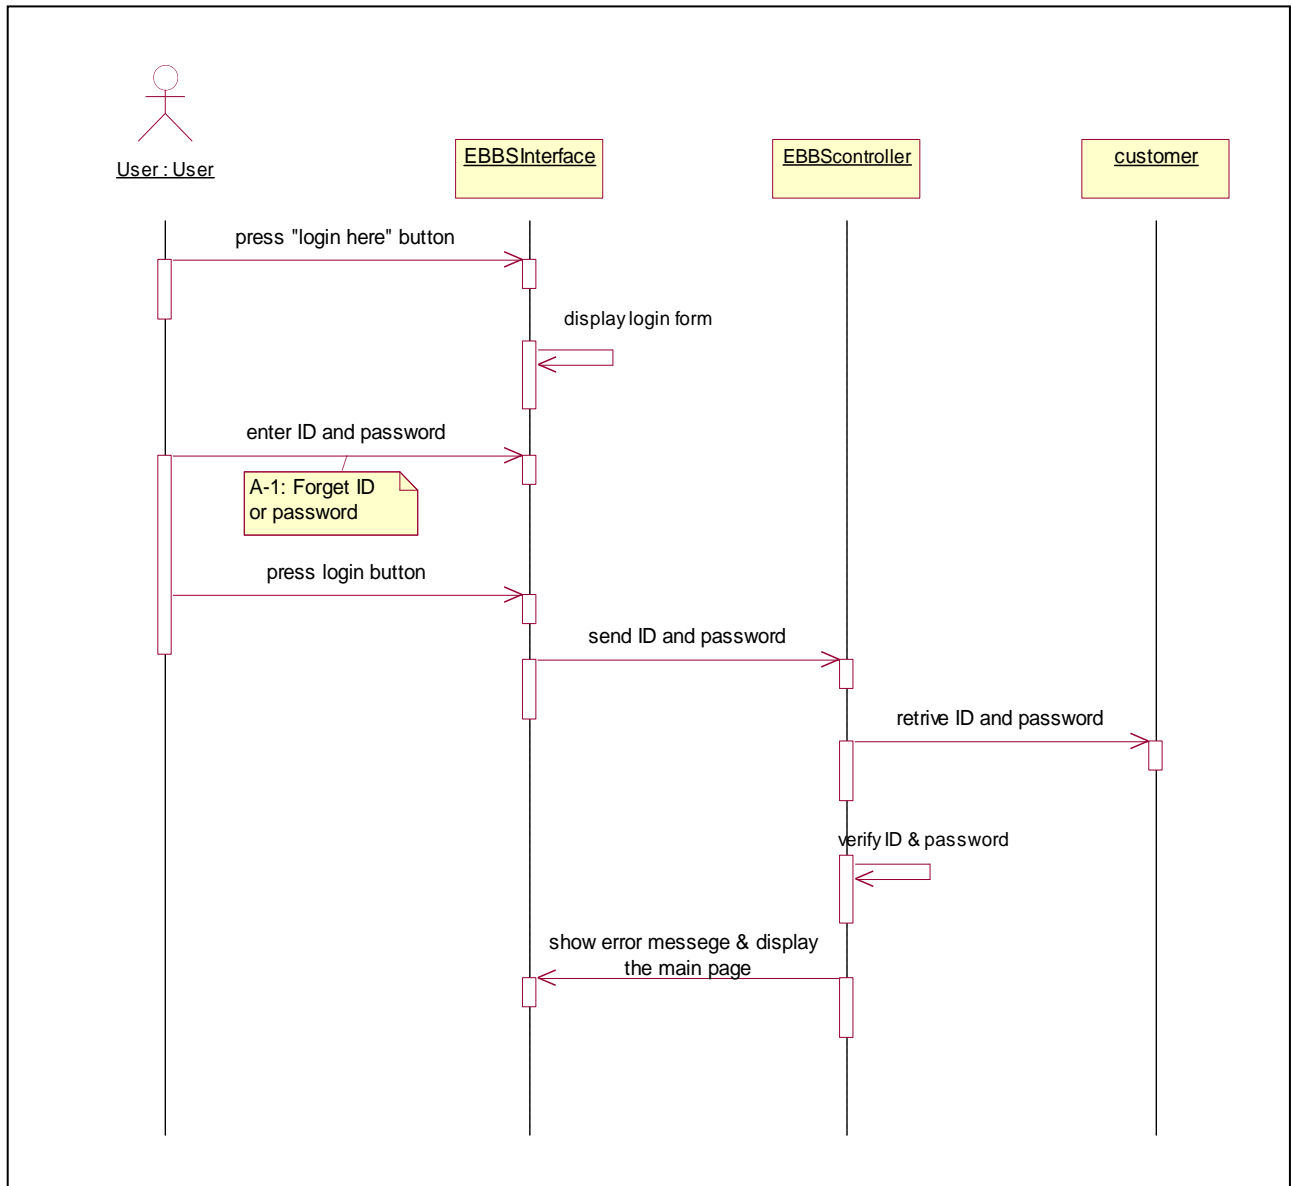 User : User
EBBSInterface
EBBScontroller
customer
press "login here" button
display login form
enter ID and password
A-1: Forget ID
or password
press login button
send ID and password
retrive ID and password
verify ID & password
show error messege & display
the main page